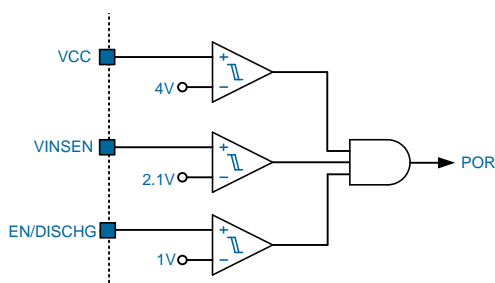 VCC
+
4V
−
VINSEN
+
2.1V
−
POR
EN/DISCHG
+
1V
−